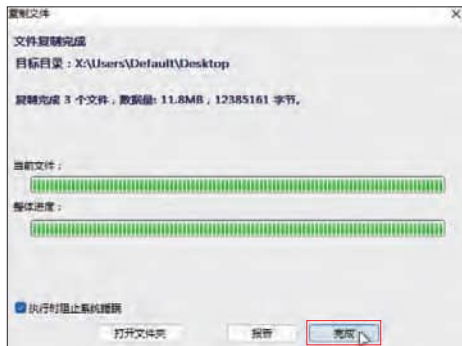 复制文件
文件复制完成
目标目录：X:\Users\Default\Desktop
复制完成 3 个文件，数据量: 11.8MB，12385161 字节。
当前文件：
整体进度：
执行时阻止系统睡眠
打开文件夹 报告 完成